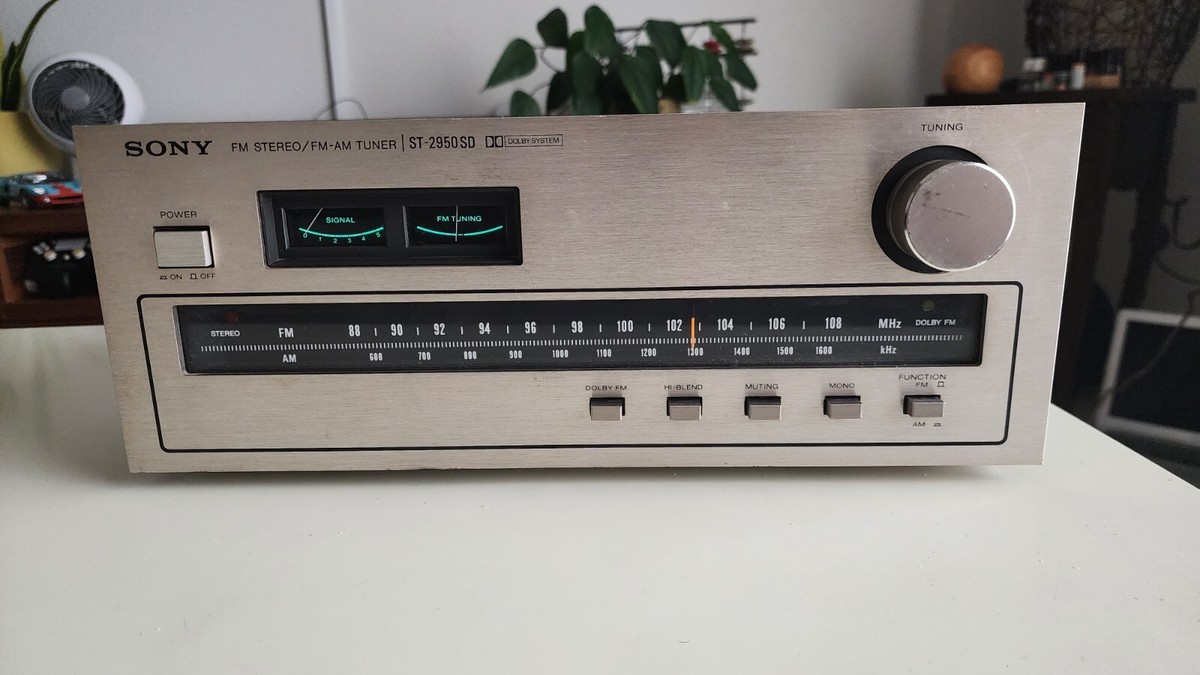 SONY FM STEREO/FM-AM TUNER ST-2950SD DOLBY SYSTEM
TUNING
POWER
ON OFF
SIGNAL
0 1 2 3 4 5
FM TUNING
STEREO
FM 88 90 92 94 96 98 100 102 104 106 108 MHz
DOLBY FM
AM 600 700 800 900 1000 1100 1200 1300 1400 1500 1600 kHz
DOLBY FM HI-BLEND MUTING MONO FUNCTION
FM
AM